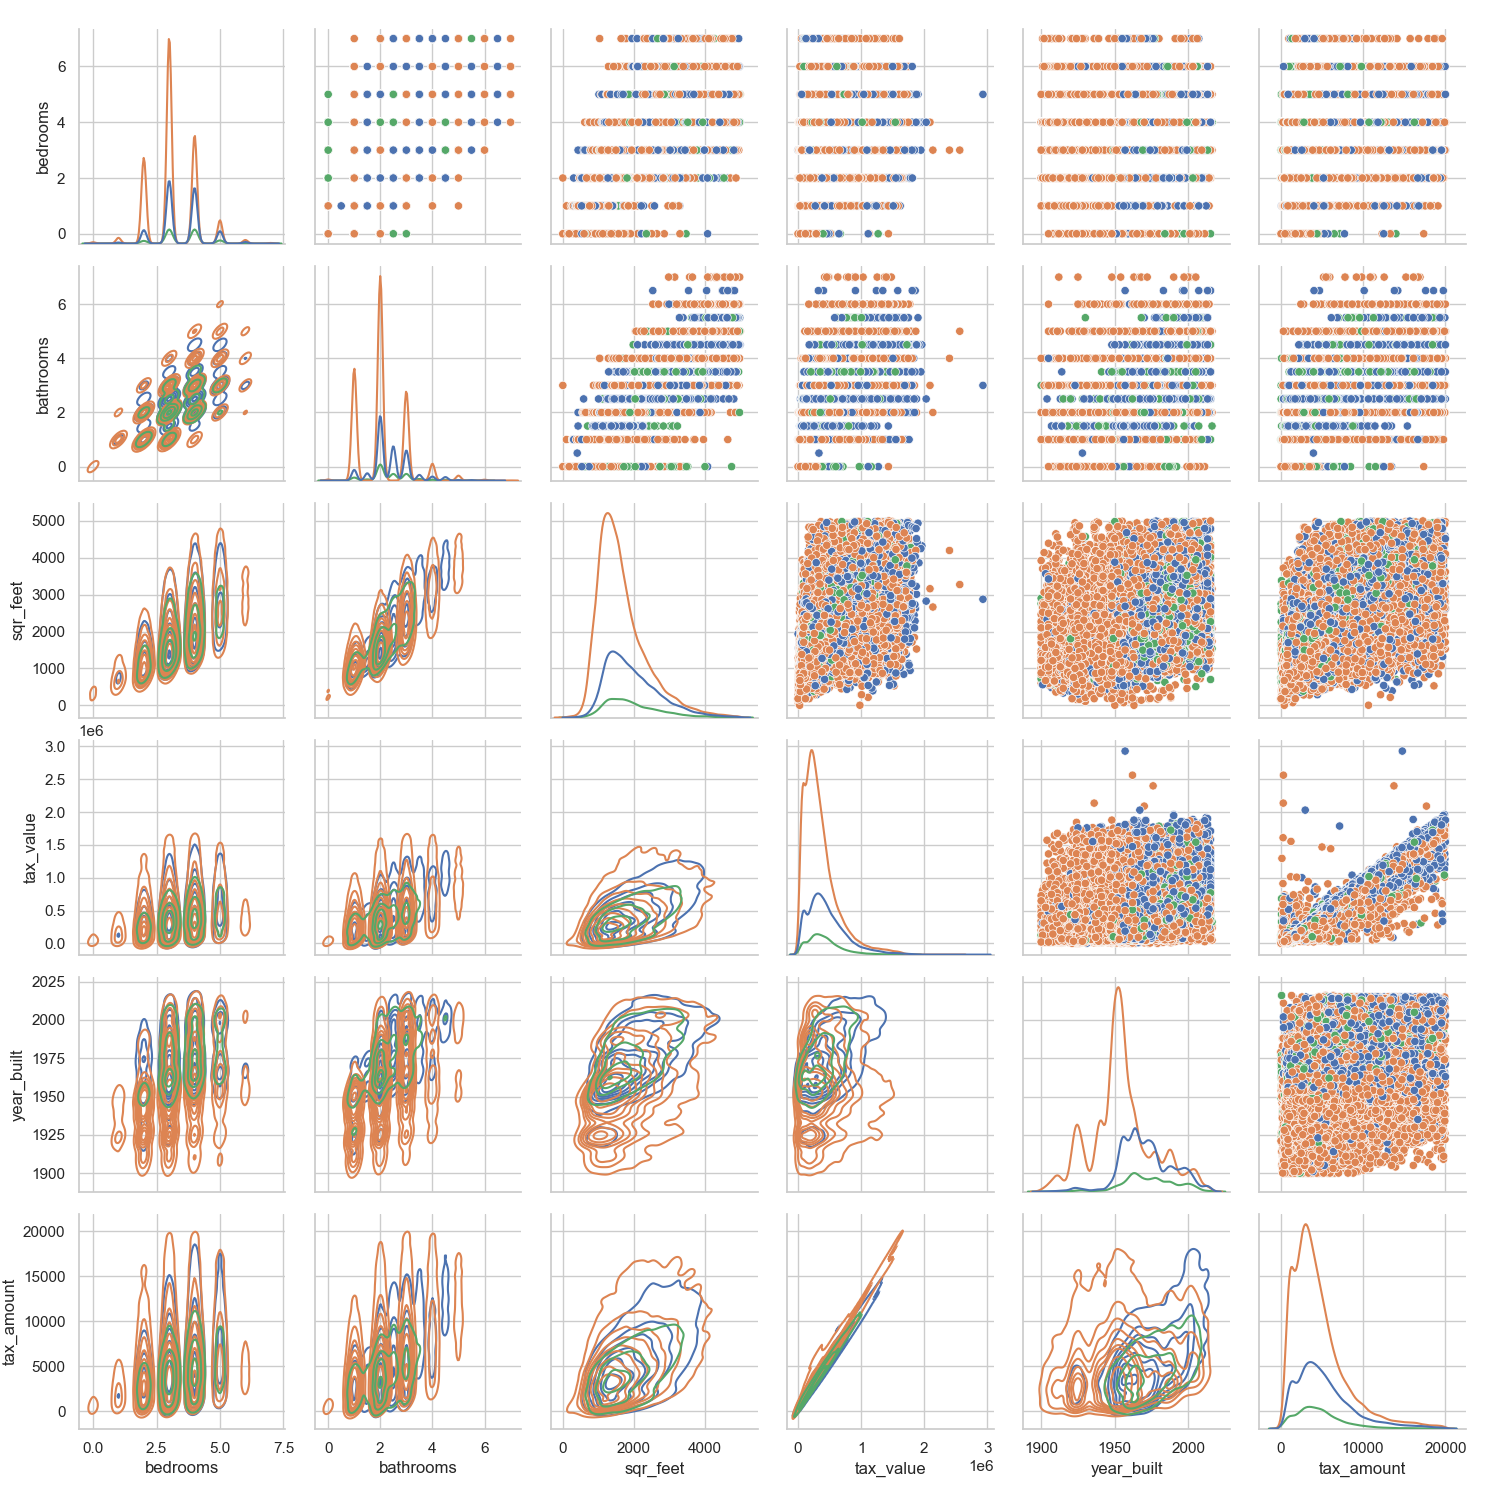 6
4
2
0
bedrooms
6
4
2
0
bathrooms
5000
4000
3000
2000
1000
0
sqr_feet
1e6
3.0
2.5
2.0
1.5
1.0
0.5
0.0
tax_value
2025
2000
1975
1950
1925
1900
year_built
20000
15000
10000
5000
0
tax_amount
0.0 2.5 5.0 7.5
0 2 4 6
0 2000 4000
0 1 2 3
1900 1950 2000
0 10000 20000
1e6
bedrooms bathrooms sqr_feet tax_value year_built tax_amount